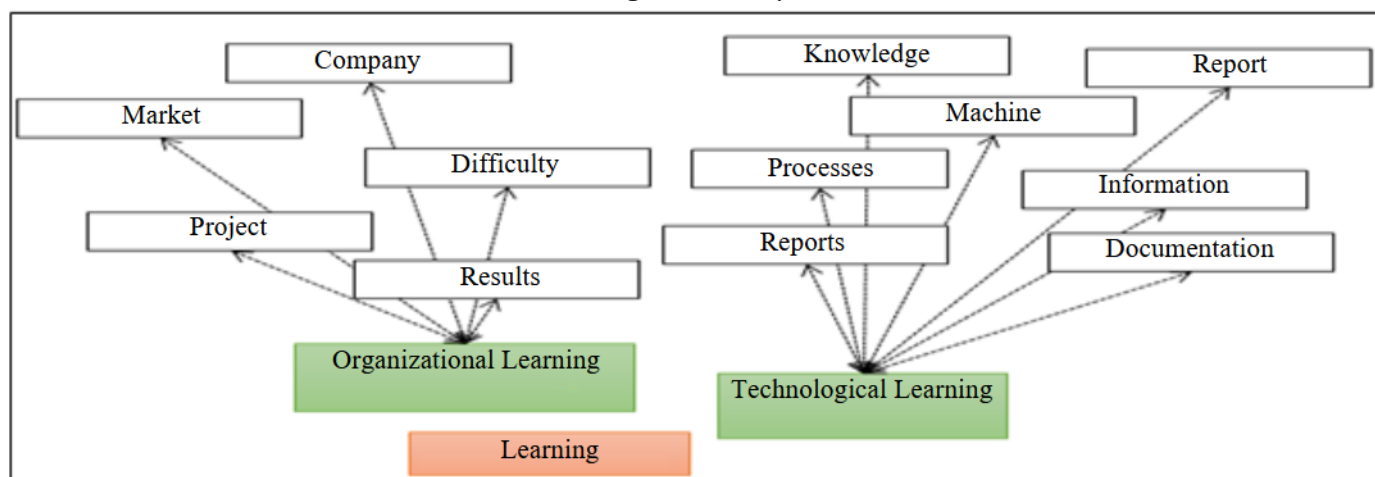 Company
Knowledge
Report
Market
Machine
Difficulty
Processes
Information
Project
Reports
Documentation
Results
Organizational Learning
Technological Learning
Learning